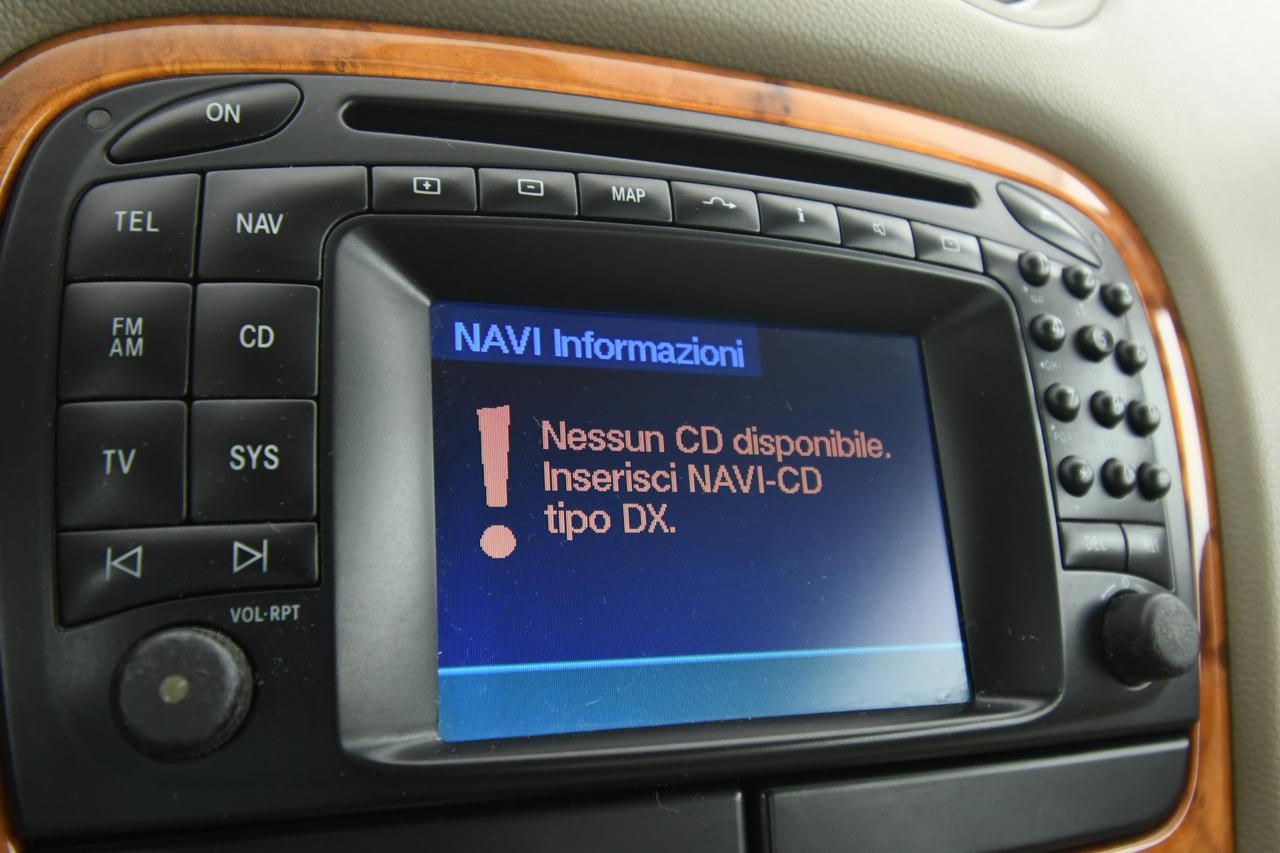 ON
TEL
NAV
MAP
i
FM
AM
CD
TV
SYS
VOL·RPT
NAVI Informazioni
Nessun CD disponibile.
Inserisci NAVI-CD
tipo DX.
DEL